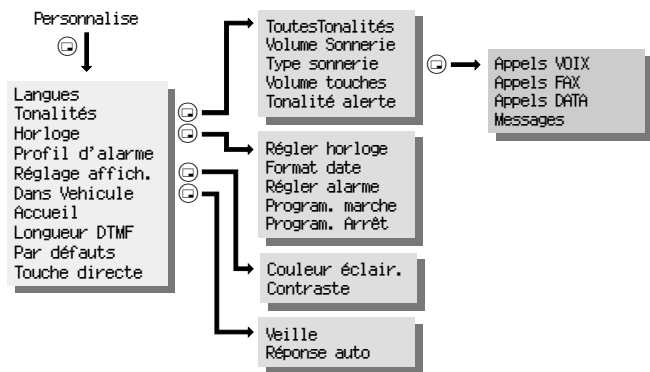 Personnalise
Langues
Tonalités
Horloge
Profil d'alarme
Réglage affich.
Dans Vehicule
Accueil
Longueur DTMF
Par défauts
Touche directe
ToutesTonalités
Volume Sonnerie
Type sonnerie
Volume touches
Tonalité alerte
Appels VOIX
Appels FAX
Appels DATA
Messages
Régler horloge
Format date
Régler alarme
Program. marche
Program. Arrêt
Couleur éclair.
Contraste
Veille
Réponse auto